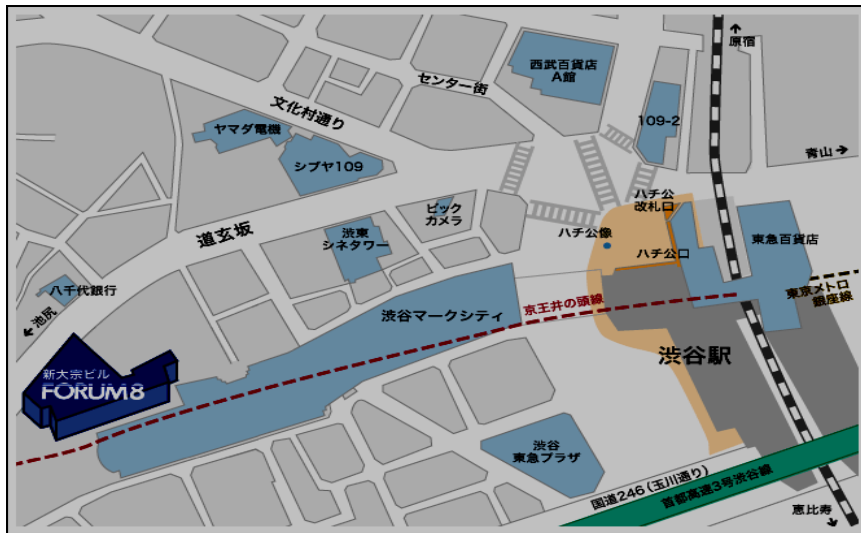 原宿
西武百貨店
A館
センター街
文化村通り
109-2
ヤマダ電機
青山
シブヤ109
ハチ公
改札口
ビック
カメラ
道玄坂
渋東
シネタワー
ハチ公像
東急百貨店
ハチ公口
八千代銀行
東京メトロ
銀座線
京王井の頭線
渋谷マークシティ
池尻
渋谷駅
新大宗ビル
FORUM8
渋谷
東急プラザ
国道246(玉川通り)
首都高速3号渋谷線
恵比寿